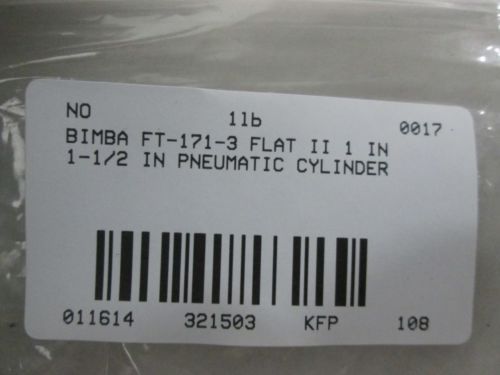 NO 1lb 0017
BIMBA FT-171-3 FLAT II 1 IN
1-1/2 IN PNEUMATIC CYLINDER
011614 321503 KFP 108